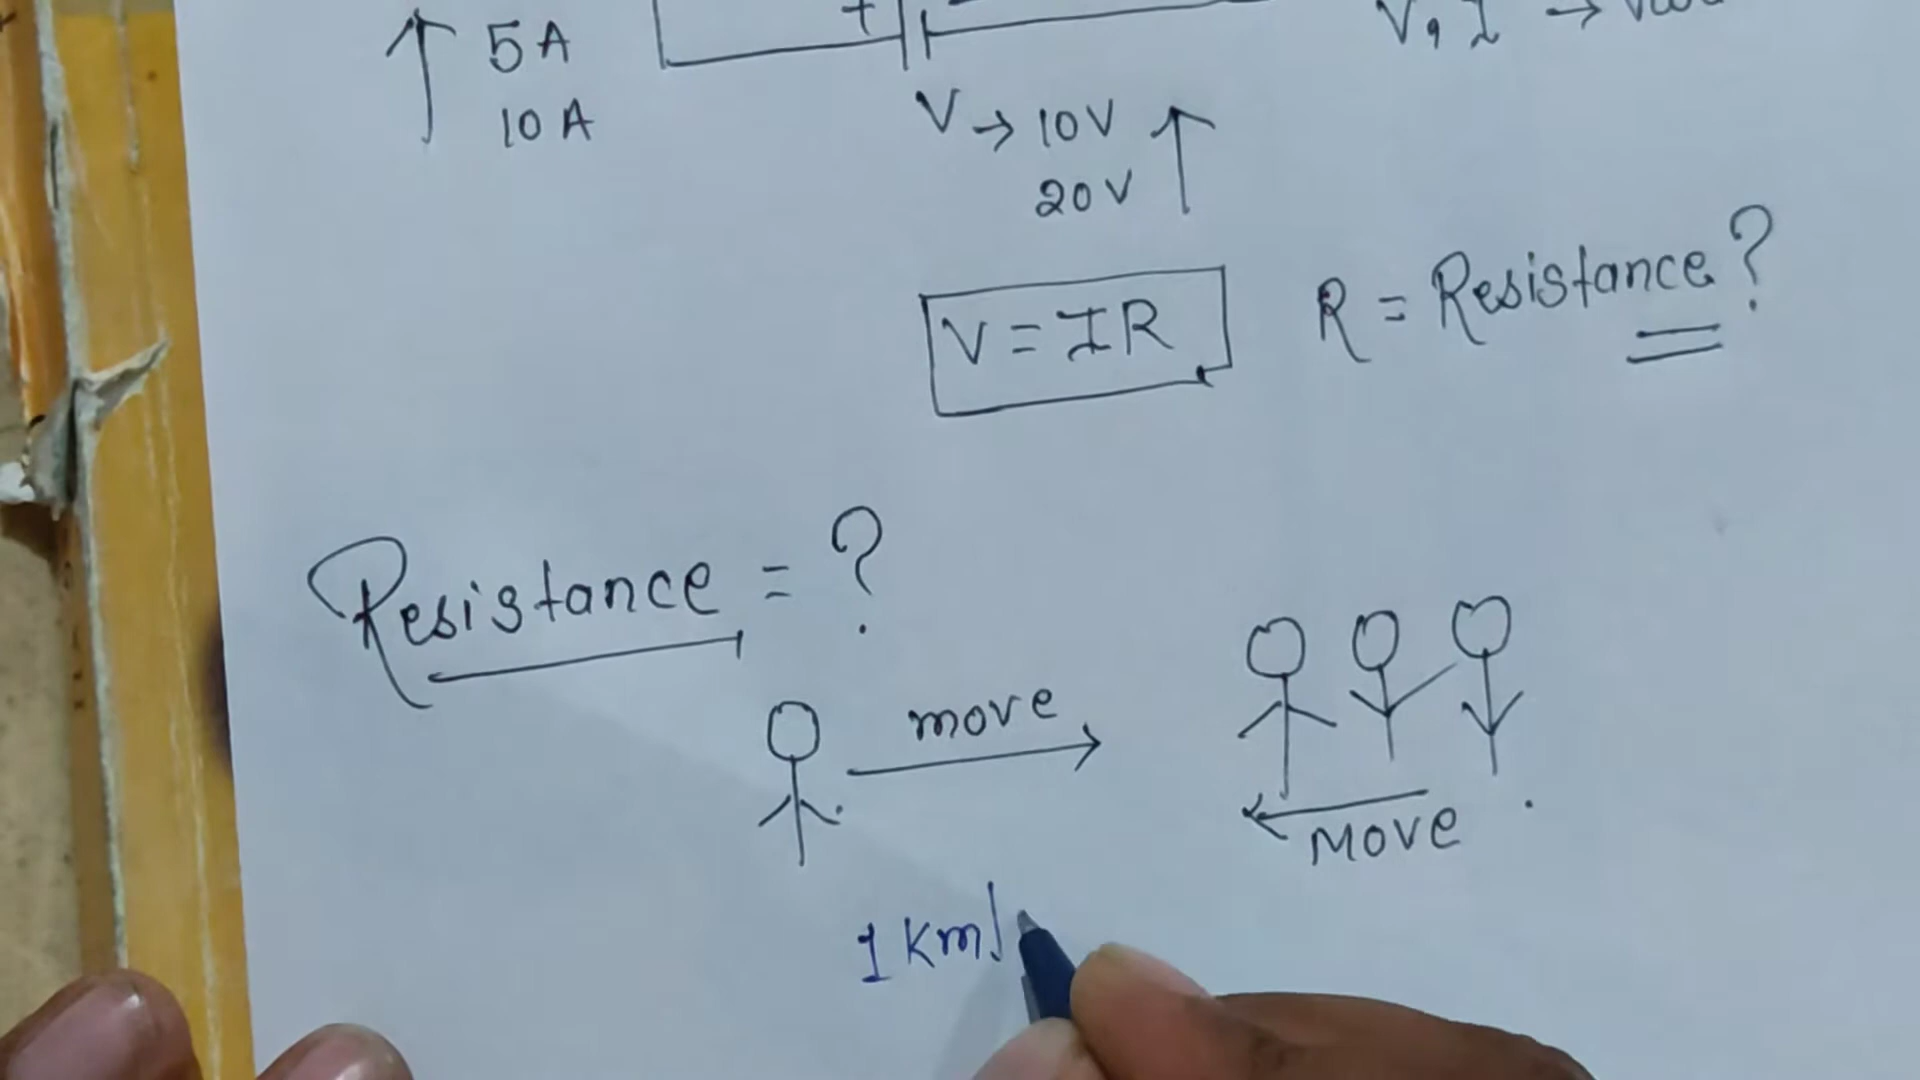 5A
10A
+
V, I →
V → 10V
20V
V = IR
R = Resistance?
Resistance = ?
move
move
1 Km/